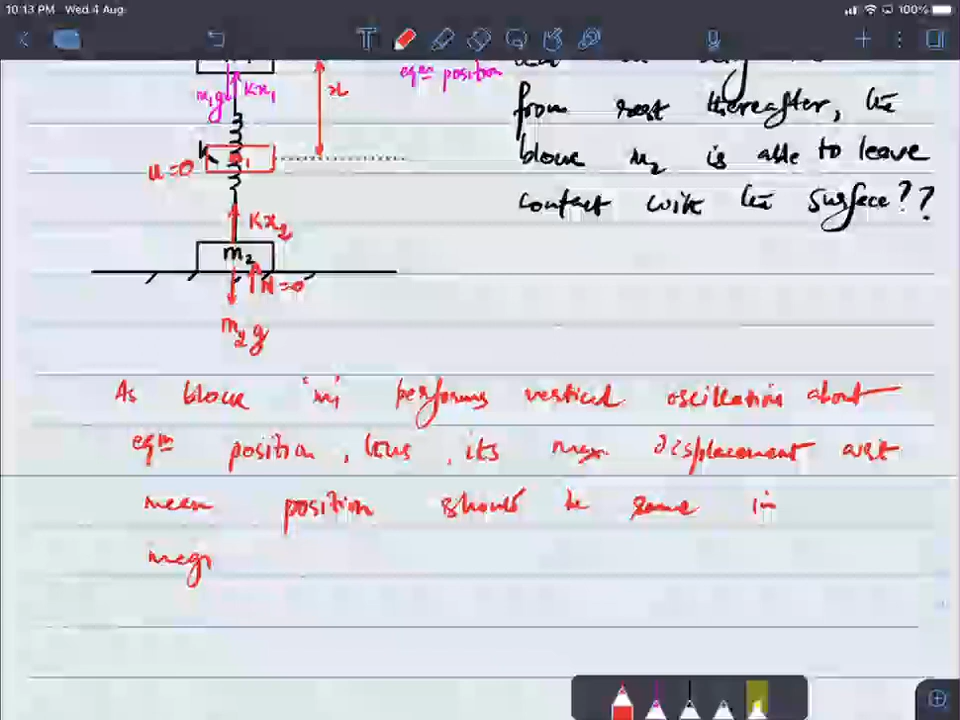 10:13 PM Wed 4 Aug
100%
eqm position
m1g
Kx1
x
from rest thereafter, the
K
m1
u=0
block m2 is able to leave
contact with the surface??
Kx2
m2
N=0
m2g
As block 'm1 performs vertical oscillation about
eqm position, thus, its max displacement wrt
mean position should be same in
magn